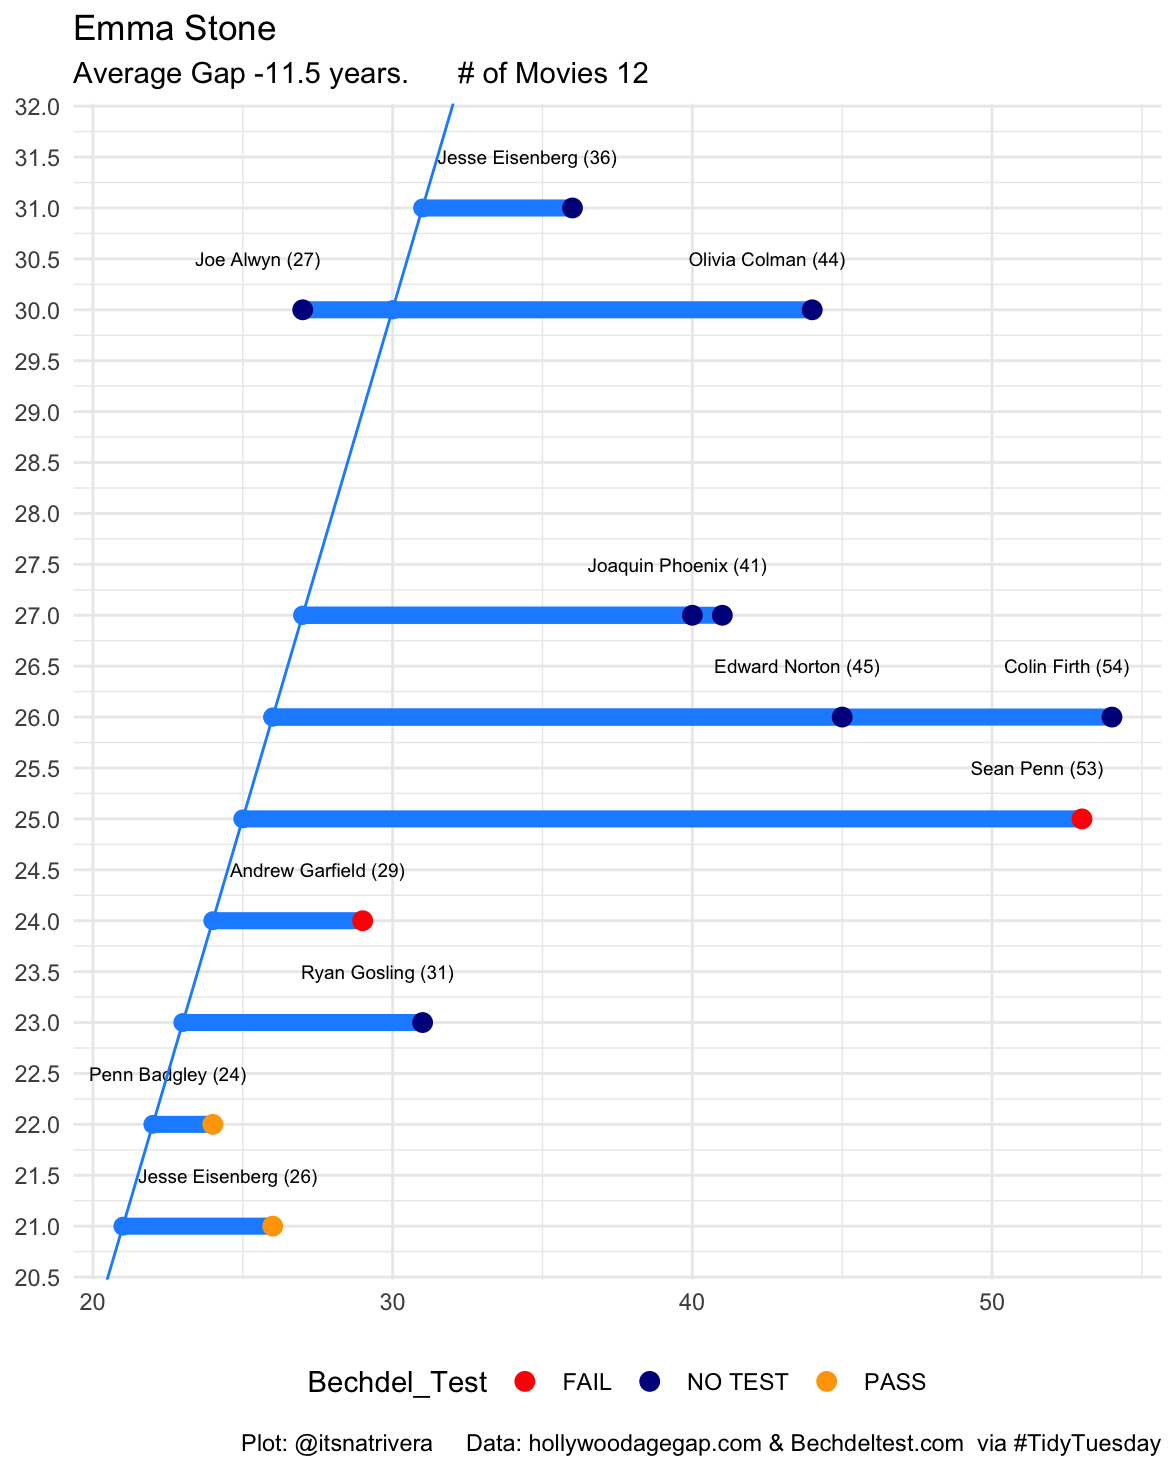 Emma Stone
Average Gap -11.5 years. # of Movies 12
32.0
Jesse Eisenberg (36)
31.5
31.0
Joe Alwyn (27) Olivia Colman (44)
30.5
30.0
29.5
29.0
28.5
28.0
Joaquin Phoenix (41)
27.5
27.0
Edward Norton (45) Colin Firth (54)
26.5
26.0
Sean Penn (53)
25.5
25.0
Andrew Garfield (29)
24.5
24.0
Ryan Gosling (31)
23.5
23.0
Penn Badgley (24)
22.5
22.0
Jesse Eisenberg (26)
21.5
21.0
20.5
20 30 40 50
Bechdel_Test FAIL NO TEST PASS
Plot: @itsnatrivera Data: hollywoodagegap.com & Bechdeltest.com via #TidyTuesday